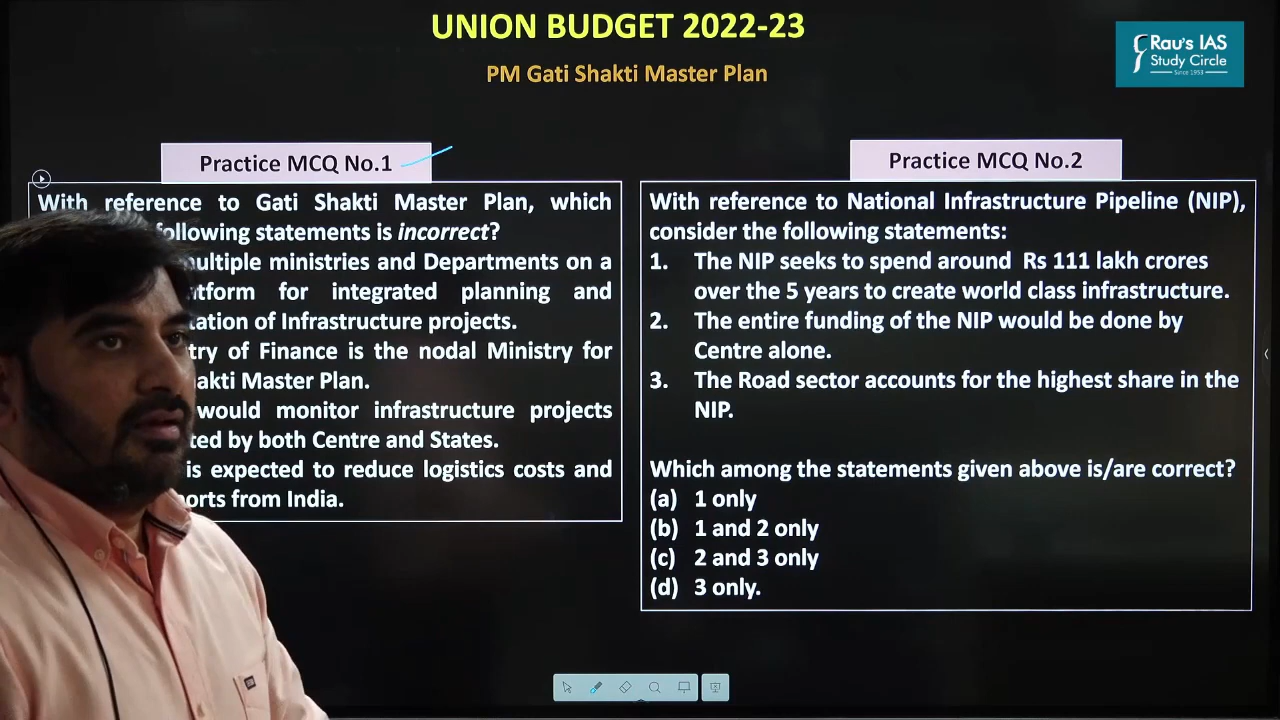 UNION BUDGET 2022-23
PM Gati Shakti Master Plan
Rau's IAS
Study Circle
Since 1953
Practice MCQ No.1
With reference to Gati Shakti Master Plan, which
following statements is incorrect?
multiple ministries and Departments on a
for integrated planning and
of Infrastructure projects.
of Finance is the nodal Ministry for
Master Plan.
would monitor infrastructure projects
by both Centre and States.
is expected to reduce logistics costs and
from India.
Practice MCQ No.2
With reference to National Infrastructure Pipeline (NIP),
consider the following statements:
1. The NIP seeks to spend around Rs 111 lakh crores
over the 5 years to create world class infrastructure.
2. The entire funding of the NIP would be done by
Centre alone.
3. The Road sector accounts for the highest share in the
NIP.
Which among the statements given above is/are correct?
(a) 1 only
(b) 1 and 2 only
(c) 2 and 3 only
(d) 3 only.